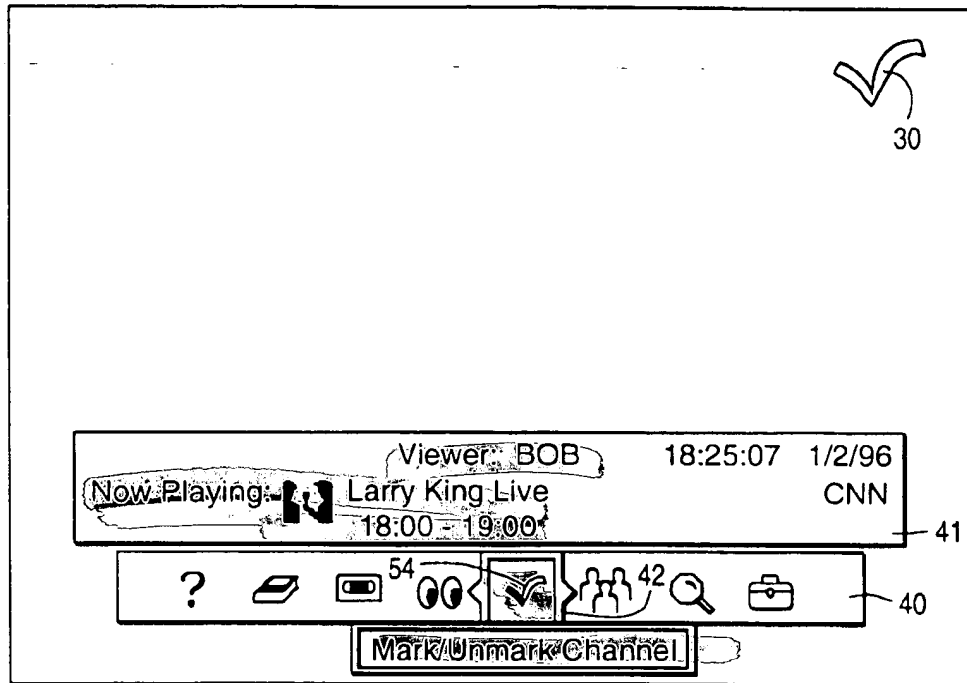 30
Viewer: BOB 18:25:07 1/2/96
Now Playing: Larry King Live CNN
18:00 - 19:00
41
54 42
? 40
Mark/Unmark Channel